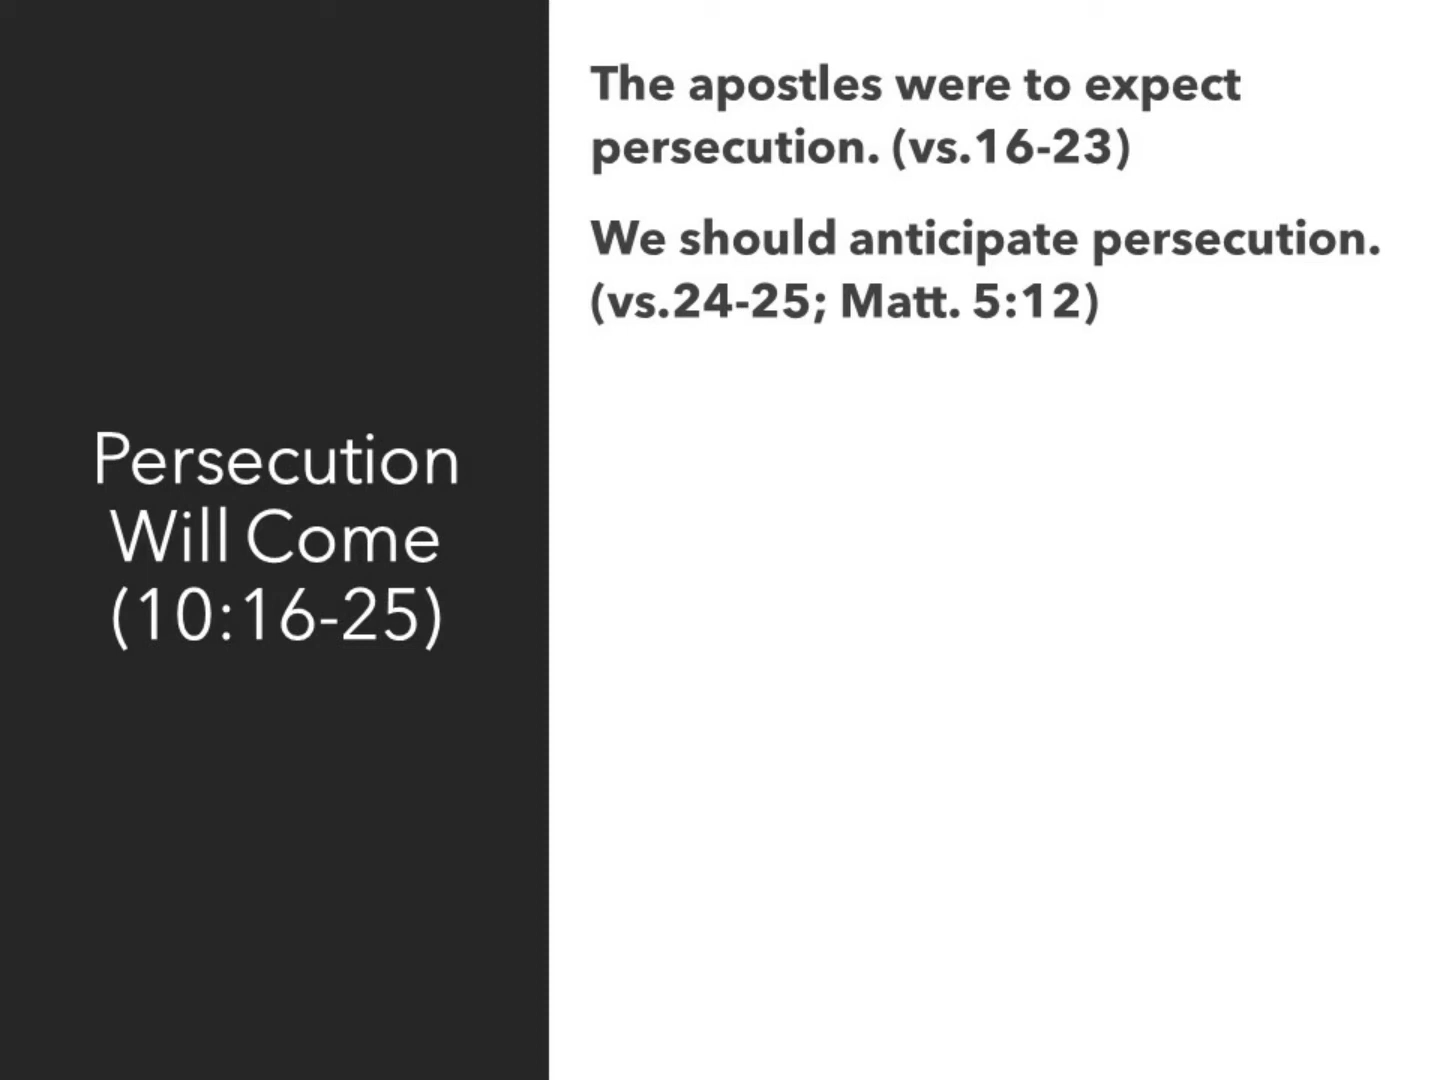 Persecution
Will Come
(10:16-25)
The apostles were to expect
persecution. (vs.16-23)
We should anticipate persecution.
(vs.24-25; Matt. 5:12)